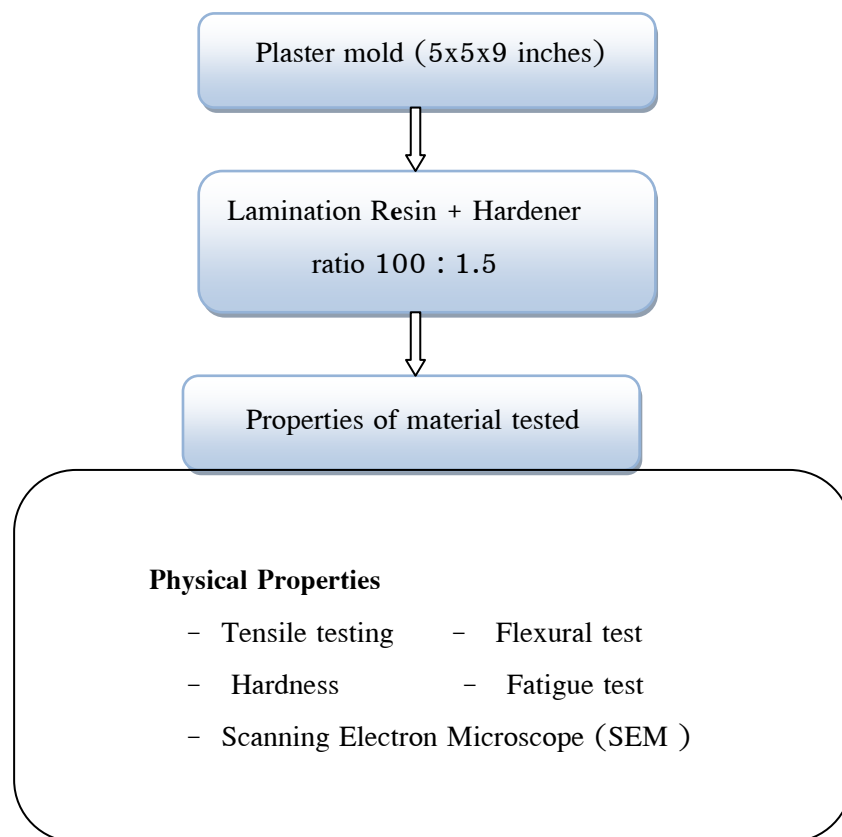 Plaster mold (5x5x9 inches)
Lamination Resin + Hardener
ratio 100 : 1.5
Properties of material tested
Physical Properties
- Tensile testing - Flexural test
- Hardness - Fatigue test
- Scanning Electron Microscope (SEM )